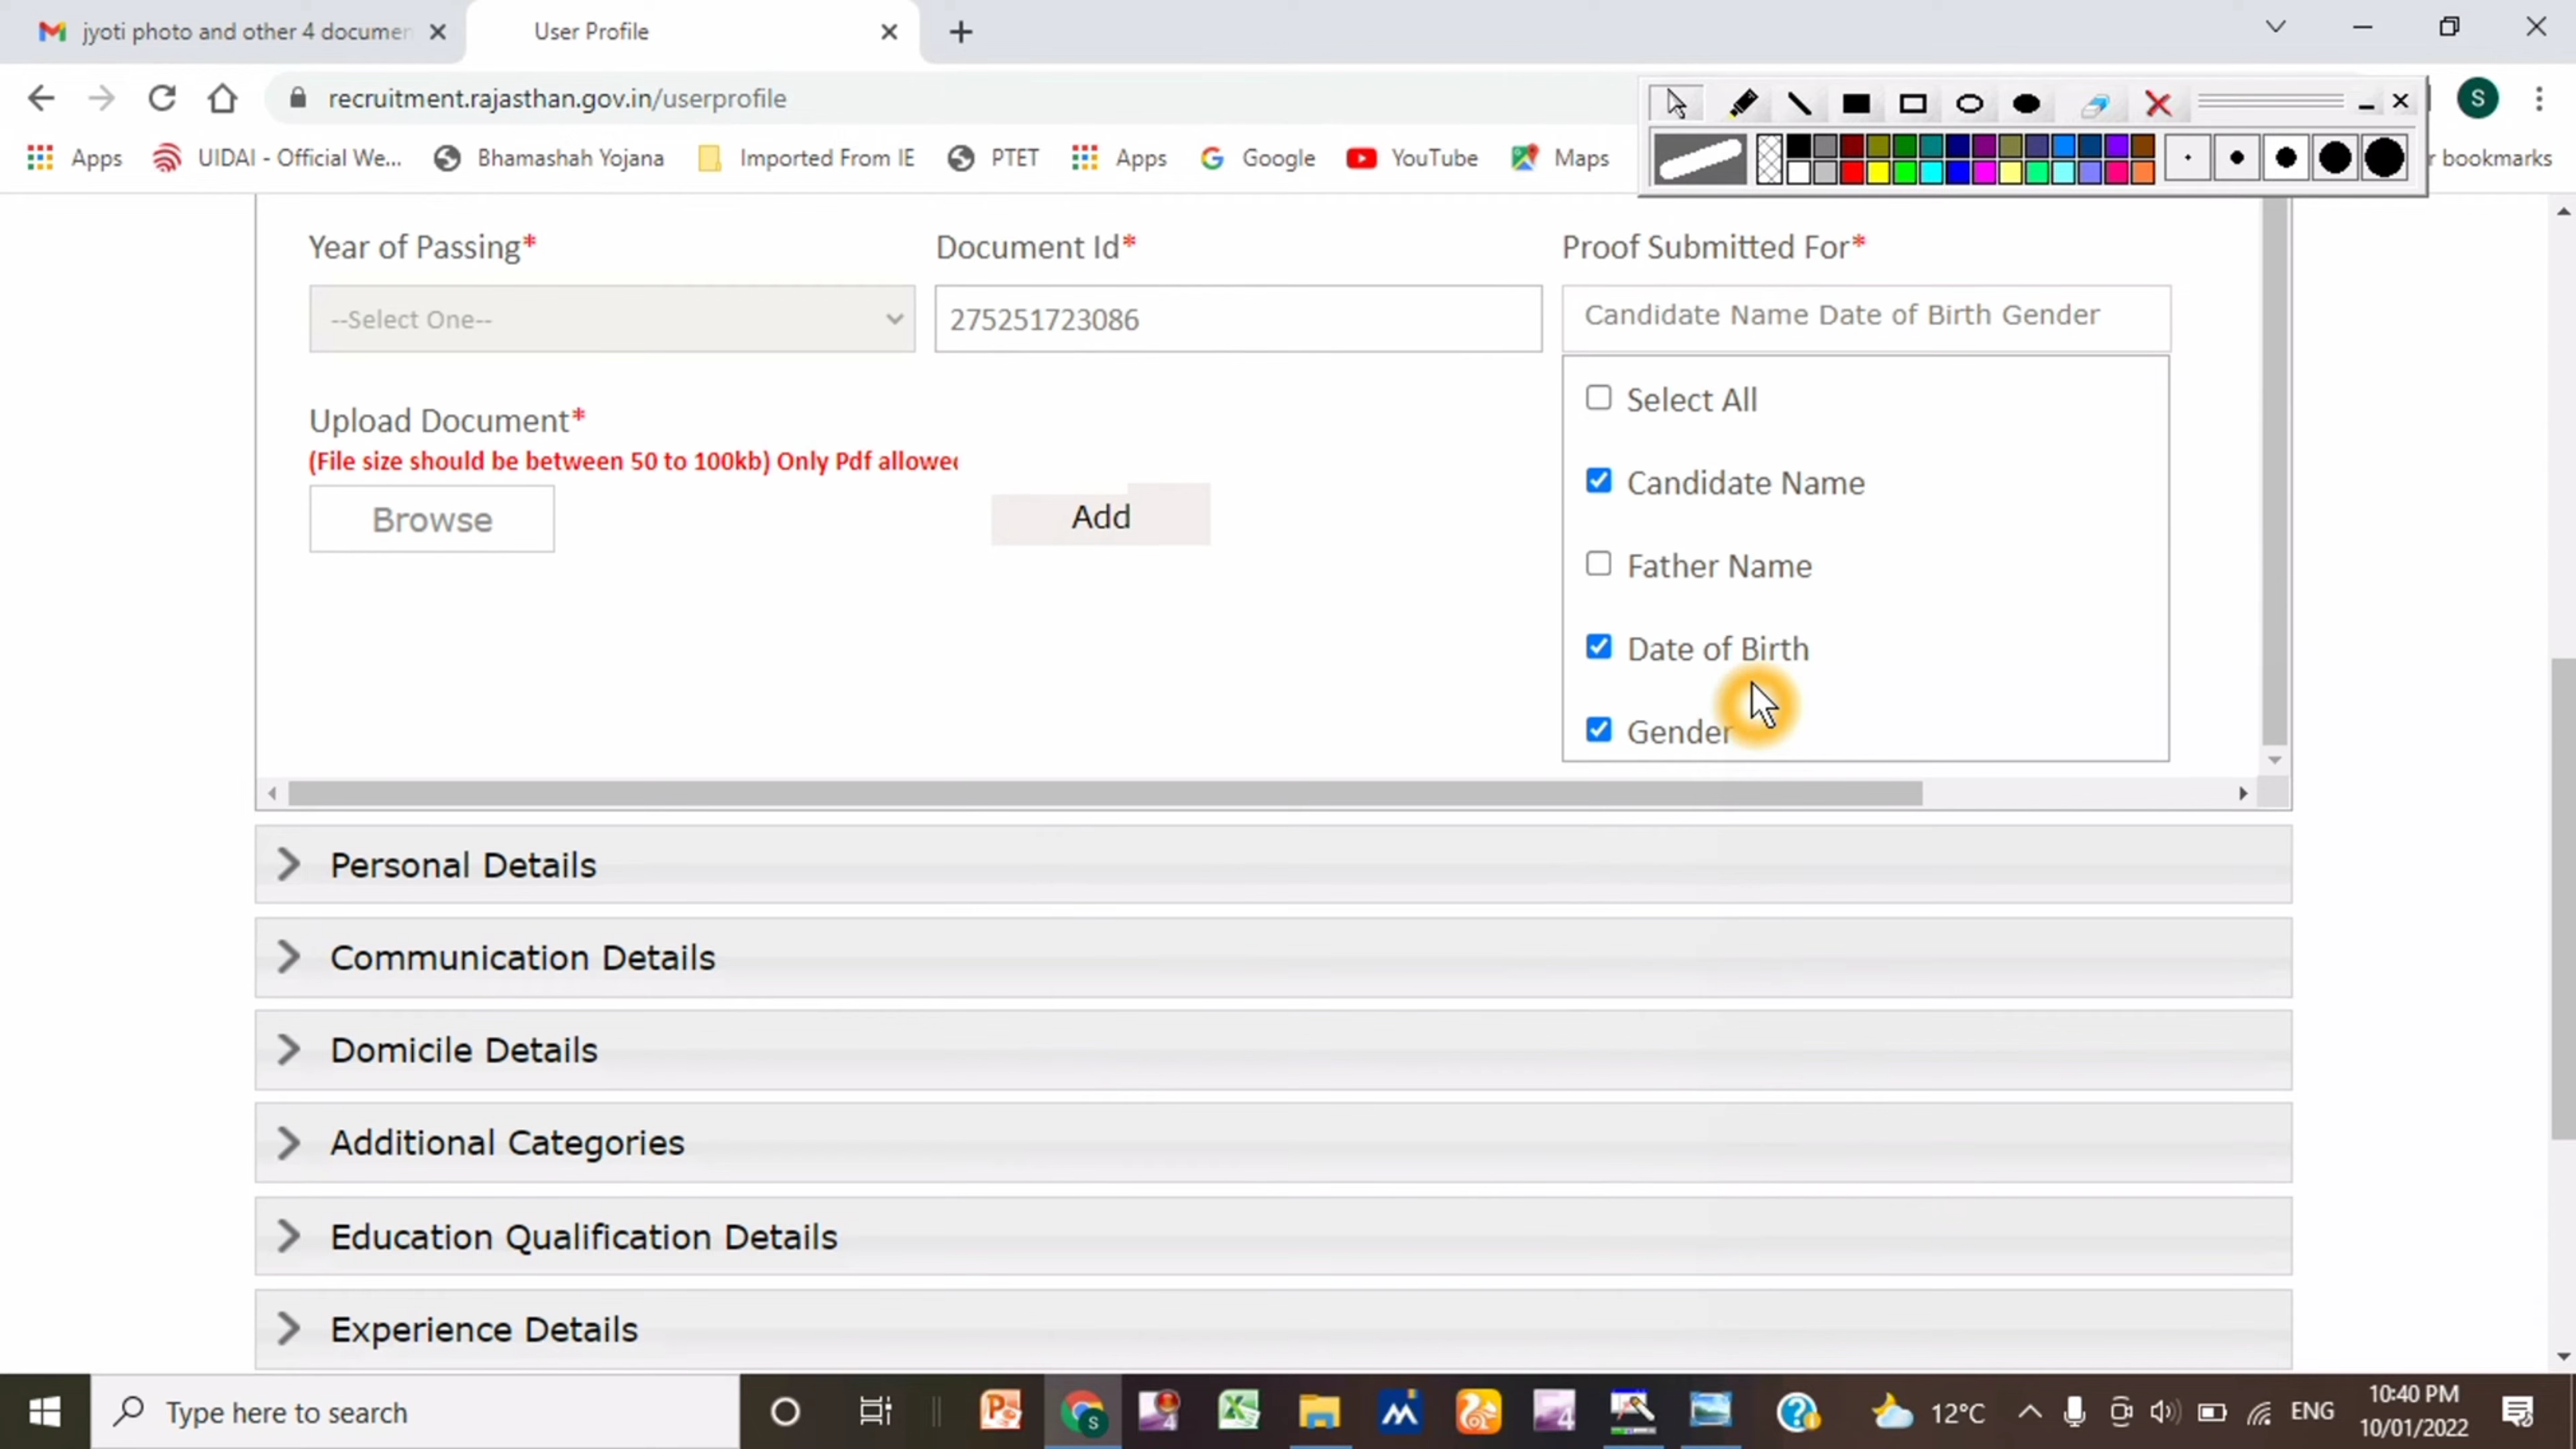 jyoti photo and other 4 documen
User Profile
recruitment.rajasthan.gov.in/userprofile
S
Apps
UIDAI - Official We...
Bhamashah Yojana
Imported From IE
PTET
Apps
Google
YouTube
Maps
r bookmarks
Year of Passing*
Document Id*
Proof Submitted For*
--Select One--
275251723086
Candidate Name Date of Birth Gender
Select All
Upload Document*
(File size should be between 50 to 100kb) Only Pdf allowed
Candidate Name
Browse
Add
Father Name
Date of Birth
Gender
Personal Details
Communication Details
Domicile Details
Additional Categories
Education Qualification Details
Experience Details
Type here to search
12°C
ENG
10:40 PM
10/01/2022